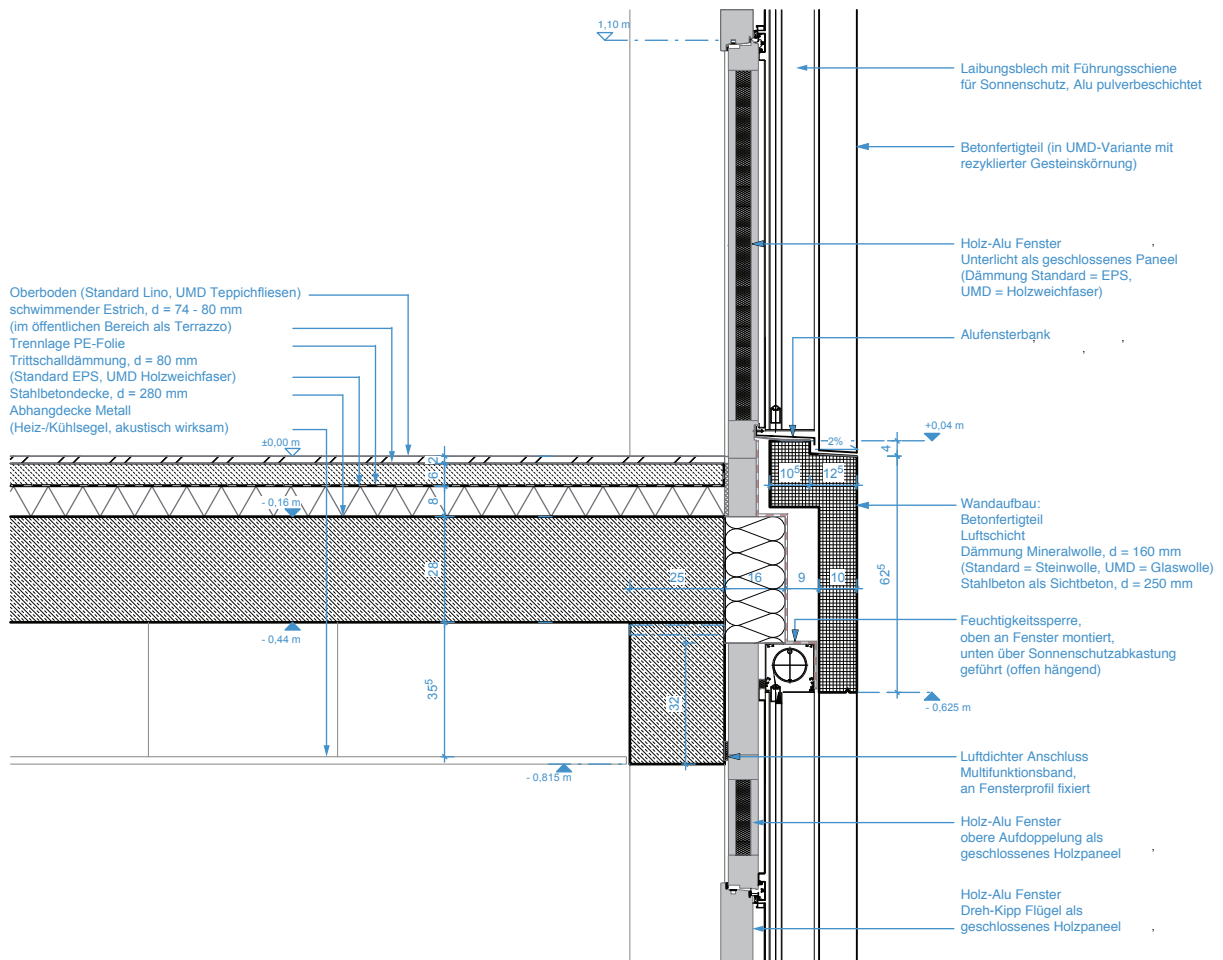 1,10 m
Laibungsblech mit Führungsschiene
für Sonnenschutz, Alu pulverbeschichtet
Betonfertigteil (in UMD-Variante mit
rezyklierter Gesteinskörnung)
Holz-Alu Fenster
Unterlicht als geschlossenes Paneel
(Dämmung Standard = EPS,
UMD = Holzweichfaser)
Oberboden (Standard Lino, UMD Teppichfliesen)
schwimmender Estrich, d = 74 - 80 mm
(im öffentlichen Bereich als Terrazzo)
Trennlage PE-Folie
Trittschalldämmung, d = 80 mm
(Standard EPS, UMD Holzweichfaser)
Stahlbetondecke, d = 280 mm
Abhangdecke Metall
(Heiz-/Kühlsegel, akustisch wirksam)
Alufensterbank
±0,00 m
+0,04 m
2%
4
2
6
8
10⁵
12⁵
- 0,16 m
Wandaufbau:
Betonfertigteil
Luftschicht
Dämmung Mineralwolle, d = 160 mm
(Standard = Steinwolle, UMD = Glaswolle)
Stahlbeton als Sichtbeton, d = 250 mm
28
25
16
9
10
62⁵
- 0,44 m
Feuchtigkeitssperre,
oben an Fenster montiert,
unten über Sonnenschutzabkastung
geführt (offen hängend)
35⁵
32
- 0,625 m
- 0,815 m
Luftdichter Anschluss
Multifunktionsband,
an Fensterprofil fixiert
Holz-Alu Fenster
obere Aufdoppelung als
geschlossenes Holzpaneel
Holz-Alu Fenster
Dreh-Kipp Flügel als
geschlossenes Holzpaneel